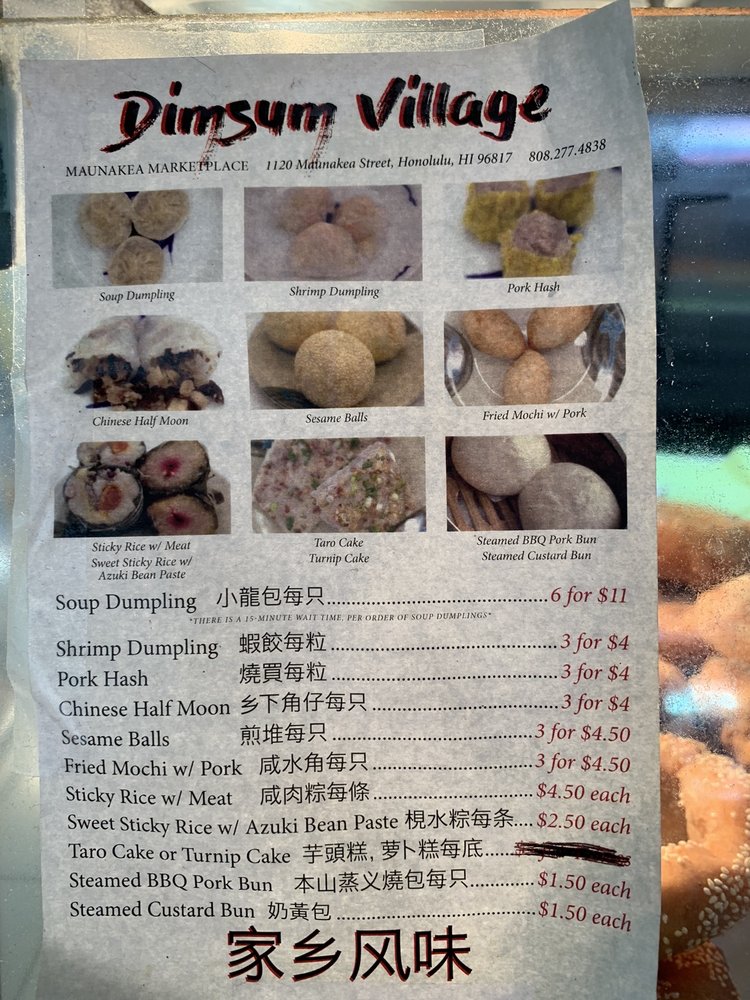 Dimsum Village
MAUNAKEA MARKETPLACE 1120 Maunakea Street, Honolulu, HI 96817 808.277.4838
Soup Dumpling
Shrimp Dumpling
Pork Hash
Chinese Half Moon
Sesame Balls
Fried Mochi w/ Pork
Sticky Rice w/ Meat
Sweet Sticky Rice w/
Azuki Bean Paste
Taro Cake
Turnip Cake
Steamed BBQ Pork Bun
Steamed Custard Bun
Soup Dumpling 小龍包每只 6 for $11
*THERE IS A 15-MINUTE WAIT TIME, PER ORDER OF SOUP DUMPLINGS*
Shrimp Dumpling 蝦餃每粒 3 for $4
Pork Hash 燒買每粒 3 for $4
Chinese Half Moon 乡下角仔每只 3 for $4
Sesame Balls 煎堆每只 3 for $4.50
Fried Mochi w/ Pork 咸水角每只 3 for $4.50
Sticky Rice w/ Meat 咸肉粽每條 $4.50 each
Sweet Sticky Rice w/ Azuki Bean Paste 梘水粽每条 $2.50 each
Taro Cake or Turnip Cake 芋頭糕, 萝卜糕每底
Steamed BBQ Pork Bun 本山蒸义燒包每只 $1.50 each
Steamed Custard Bun 奶黃包 $1.50 each
家乡风味